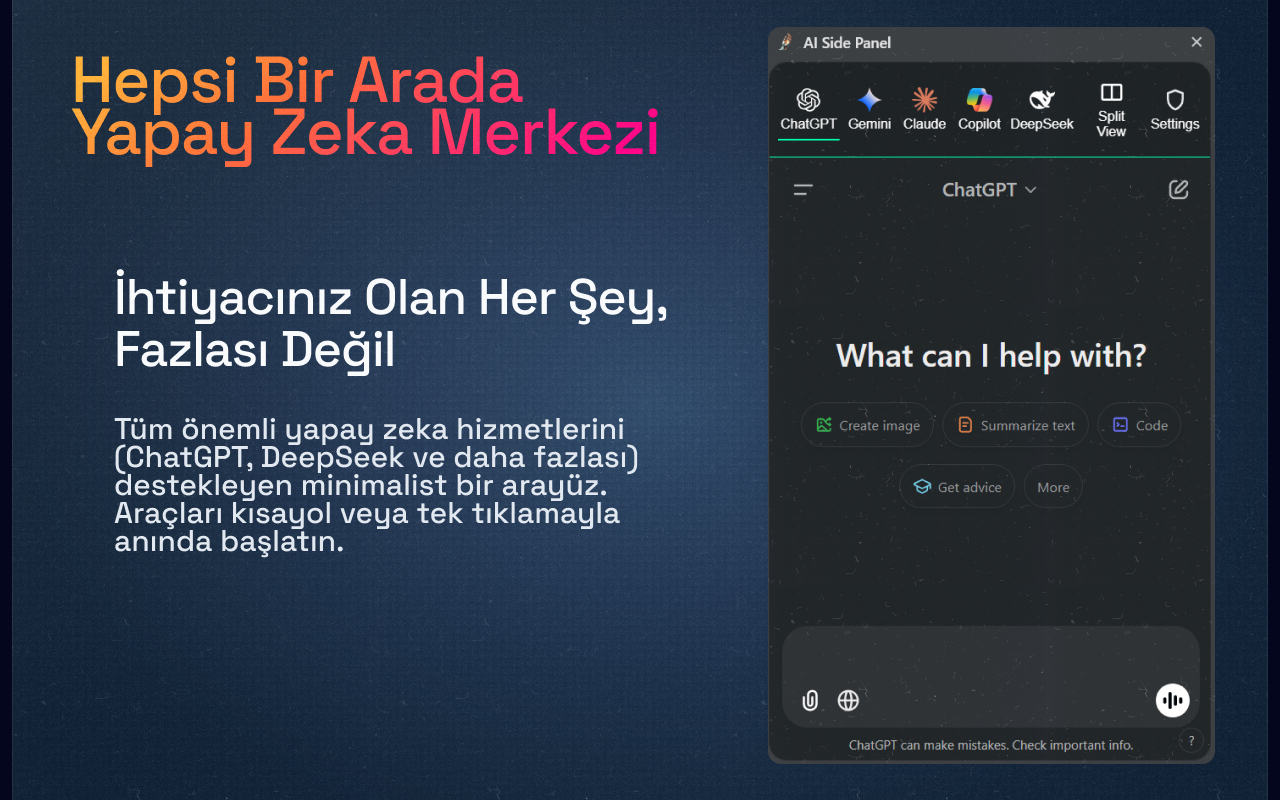 Hepsi Bir Arada
Yapay Zeka Merkezi
İhtiyacınız Olan Her Şey,
Fazlası Değil
Tüm önemli yapay zeka hizmetlerini
(ChatGPT, DeepSeek ve daha fazlası)
destekleyen minimalist bir arayüz.
Araçları kısayol veya tek tıklamayla
anında başlatın.
AI Side Panel
ChatGPT Gemini Claude Copilot DeepSeek Split View Settings
ChatGPT
What can I help with?
Create image Summarize text Code
Get advice More
ChatGPT can make mistakes. Check important info. ?